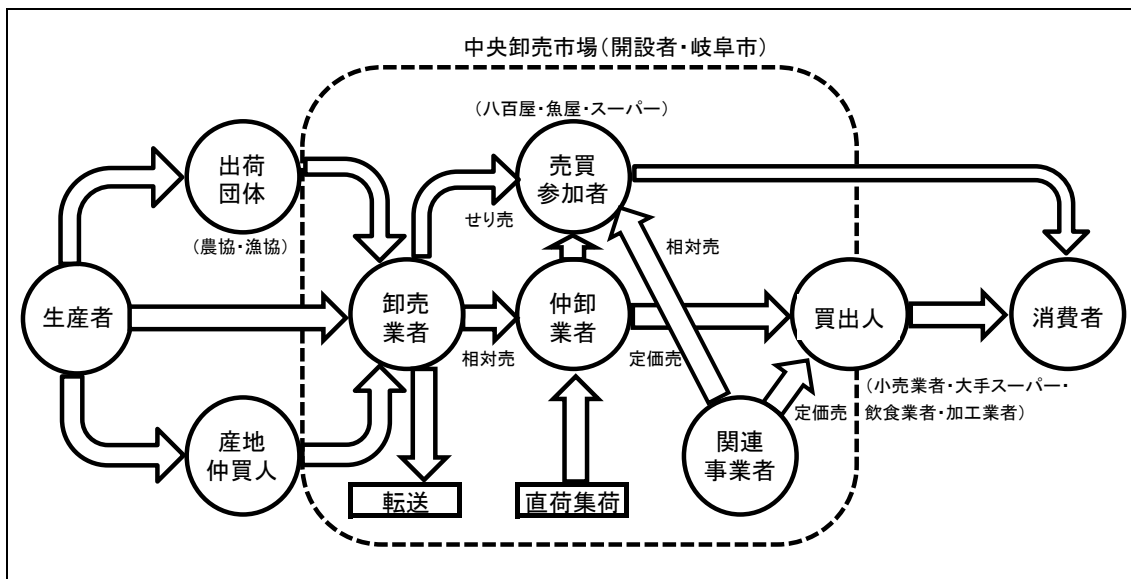 中央卸売市場(開設者・岐阜市)
(八百屋・魚屋・スーパー)
出荷
団体
(農協・漁協)
売買
参加者
せり売
相対売
生産者
卸売
業者
相対売
仲卸
業者
定価売
買出人
消費者
(小売業者・大手スーパー・
飲食業者・加工業者)
定価売
産地
仲買人
関連
事業者
転送
直荷集荷